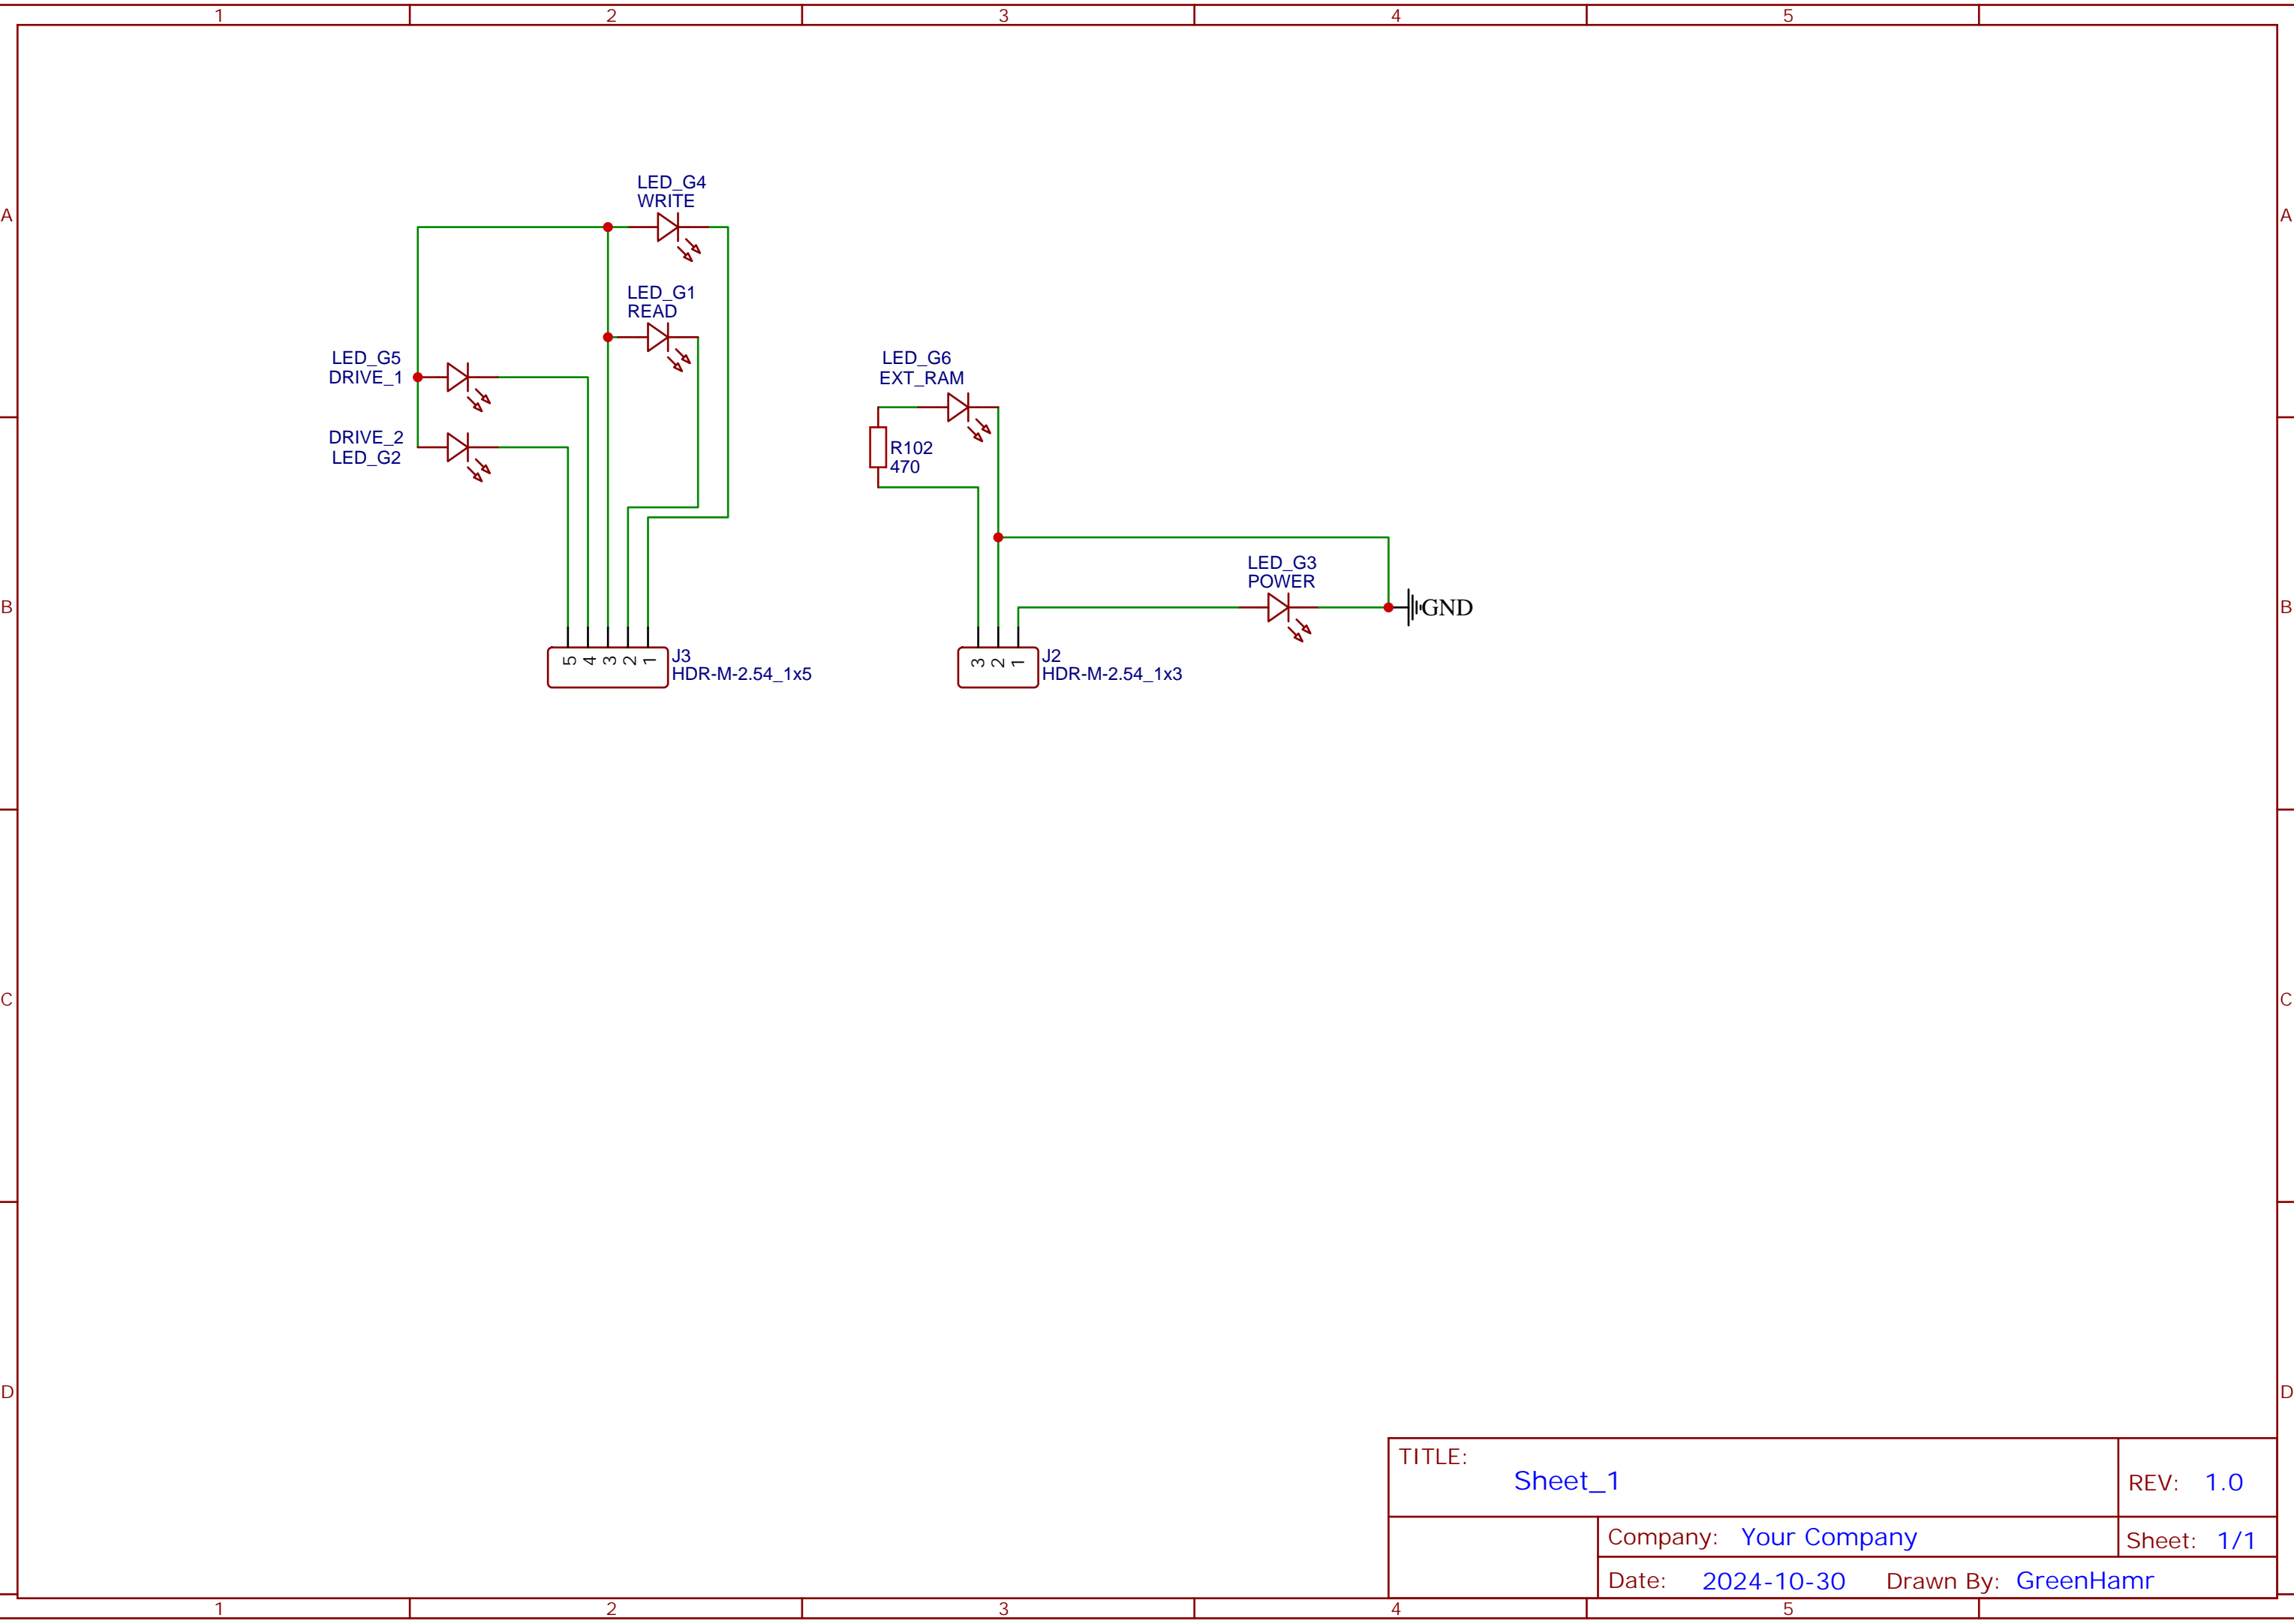 1 2 3 4 5
A A
LED_G4
WRITE
LED_G1
READ
LED_G5
DRIVE_1
LED_G6
EXT_RAM
DRIVE_2
LED_G2
R102
470
LED_G3
POWER
B B
GND
5 4 3 2 1
J3
HDR-M-2.54_1x5
3 2 1
J2
HDR-M-2.54_1x3
C C
D D
TITLE:
Sheet_1
REV: 1.0
Company: Your Company
Sheet: 1/1
Date: 2024-10-30 Drawn By: GreenHamr
1 2 3 4 5